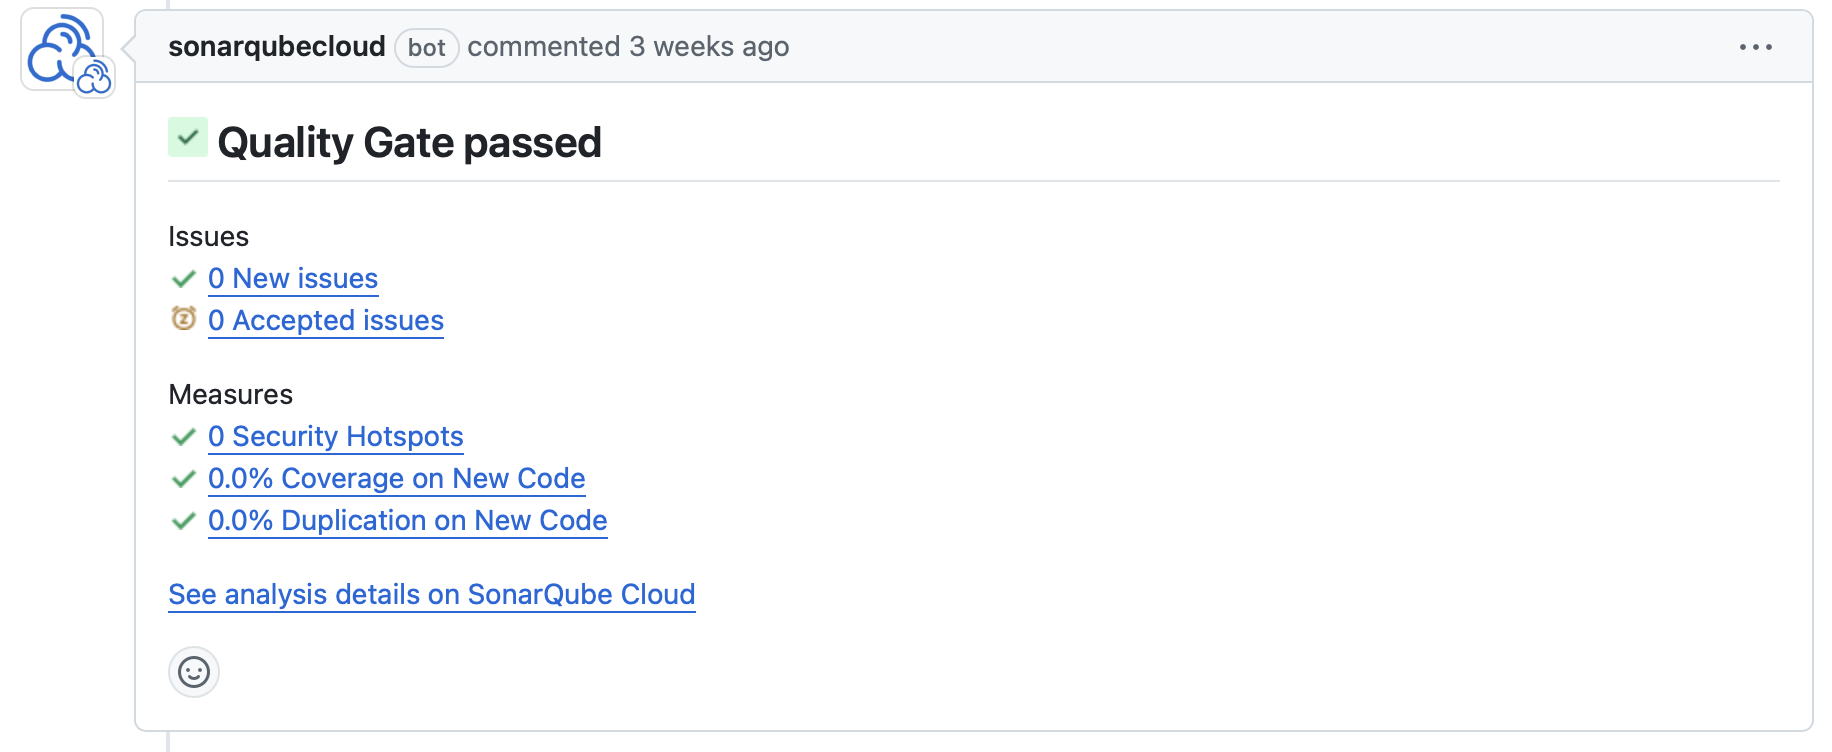 sonarqubecloud bot commented 3 weeks ago
Quality Gate passed
Issues
0 New issues
0 Accepted issues
Measures
0 Security Hotspots
0.0% Coverage on New Code
0.0% Duplication on New Code
See analysis details on SonarQube Cloud